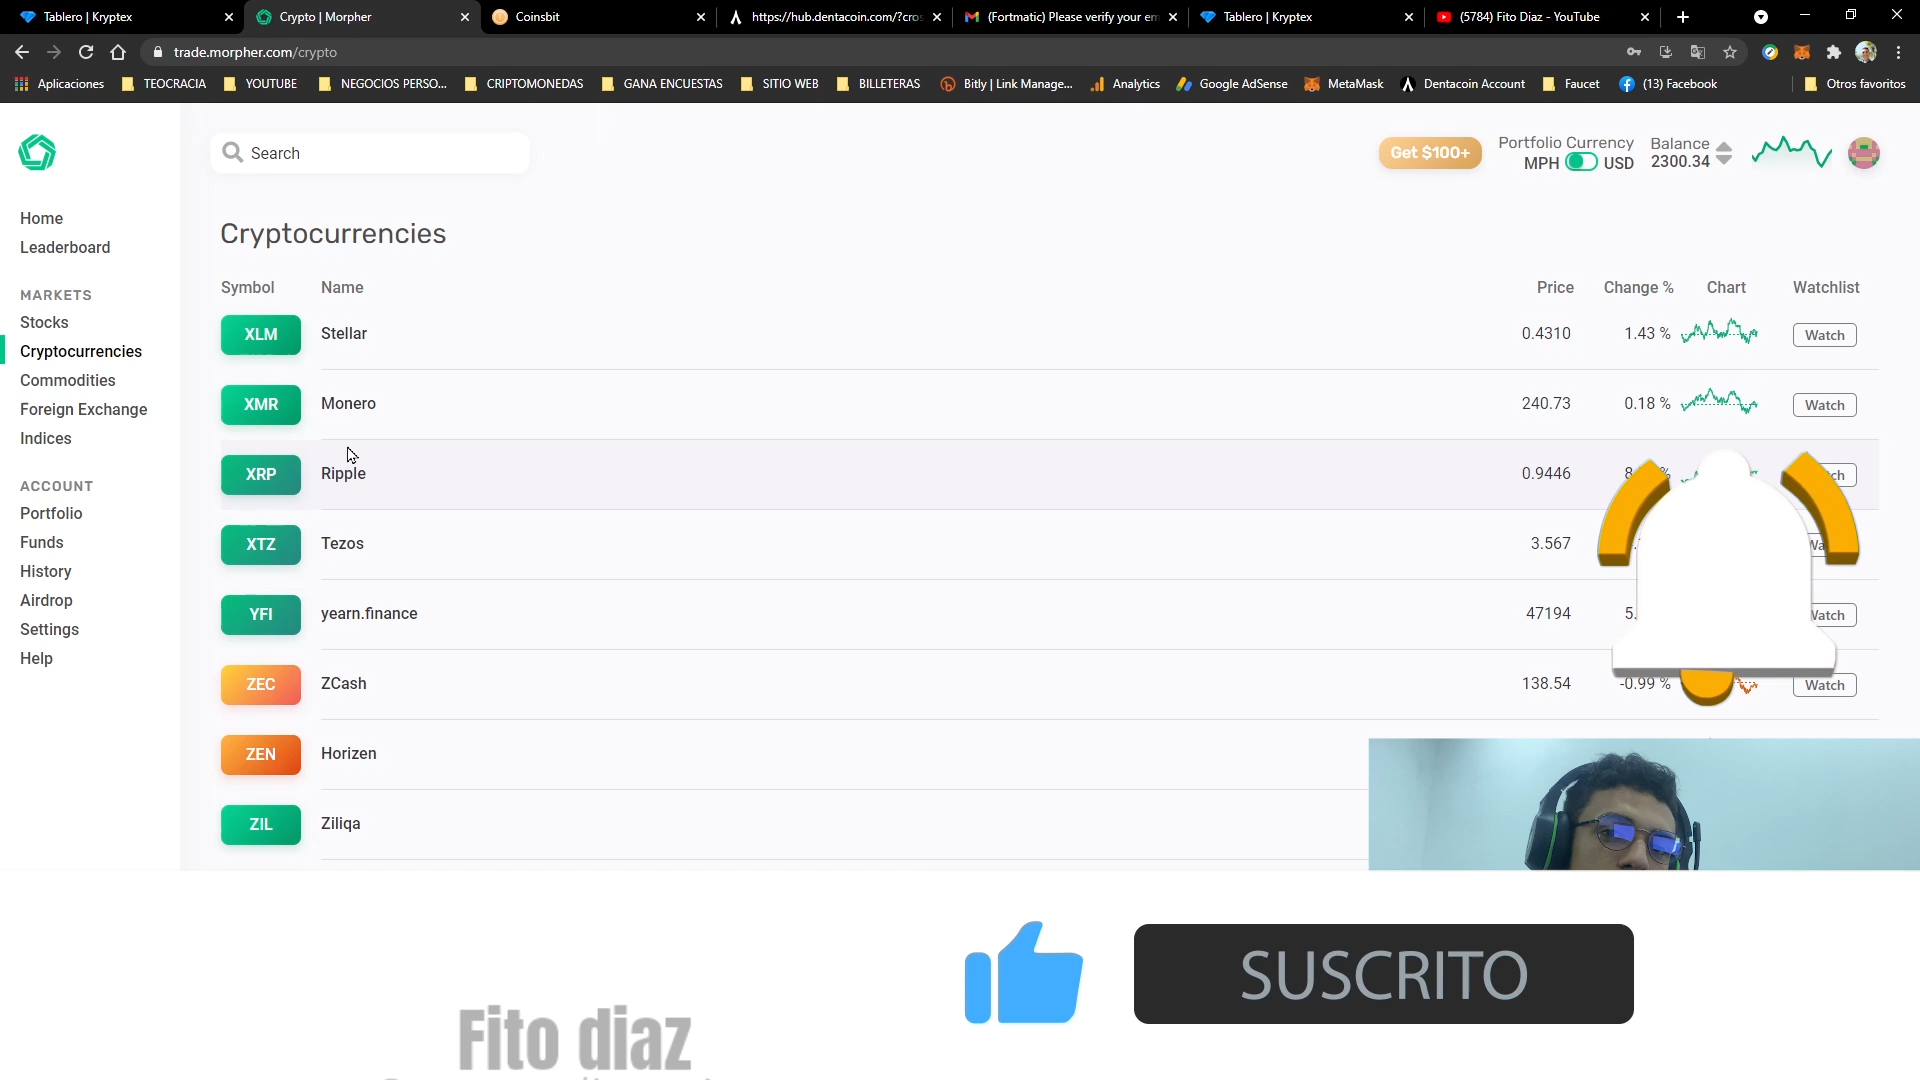 Tablero | Kryptex
Crypto | Morpher
Coinsbit
https://hub.dentacoin.com/?cros
(Fortmatic) Please verify your em
Tablero | Kryptex
(5784) Fito Diaz - YouTube
trade.morpher.com/crypto
Aplicaciones
TEOCRACIA
YOUTUBE
NEGOCIOS PERSO...
CRIPTOMONEDAS
GANA ENCUESTAS
SITIO WEB
BILLETERAS
Bitly | Link Manage...
Analytics
Google AdSense
MetaMask
Dentacoin Account
Faucet
(13) Facebook
Otros favoritos
Search
Get $100+
Portfolio Currency
MPH USD
Balance
2300.34
Home
Leaderboard
MARKETS
Stocks
Cryptocurrencies
Commodities
Foreign Exchange
Indices
ACCOUNT
Portfolio
Funds
History
Airdrop
Settings
Help
Cryptocurrencies
Symbol Name Price Change % Chart Watchlist
XLM Stellar 0.4310 1.43 % Watch
XMR Monero 240.73 0.18 % Watch
XRP Ripple 0.9446
XTZ Tezos 3.567
YFI yearn.finance 47194 Watch
ZEC ZCash 138.54 -0.99 % Watch
ZEN Horizen
ZIL Ziliqa
SUSCRITO
Fito diaz